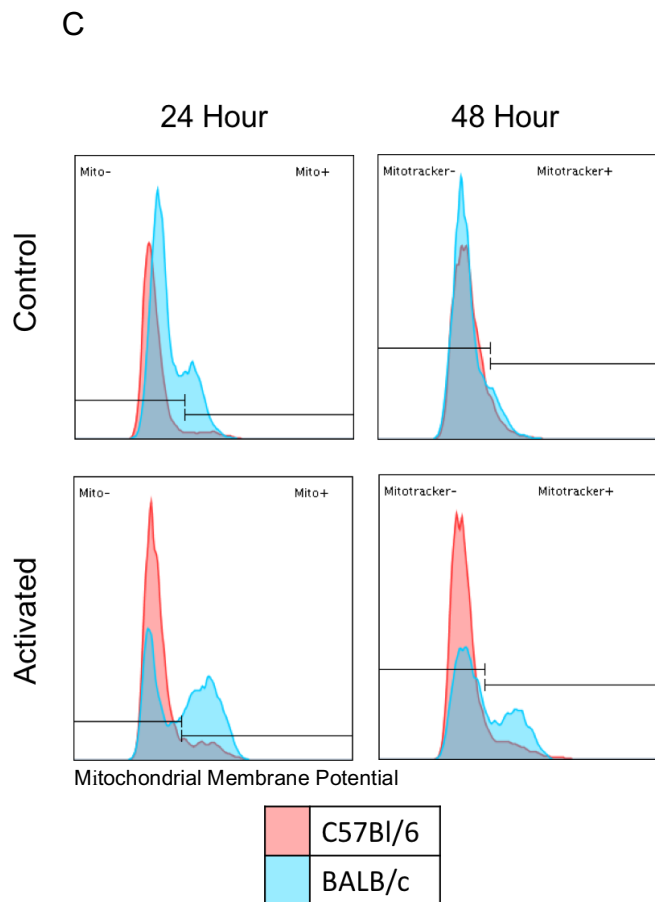 C
24 Hour
48 Hour
Control
Mito-
Mito+
Mitotracker-
Mitotracker+
Activated
Mito-
Mito+
Mitotracker-
Mitotracker+
Mitochondrial Membrane Potential
C57Bl/6
BALB/c